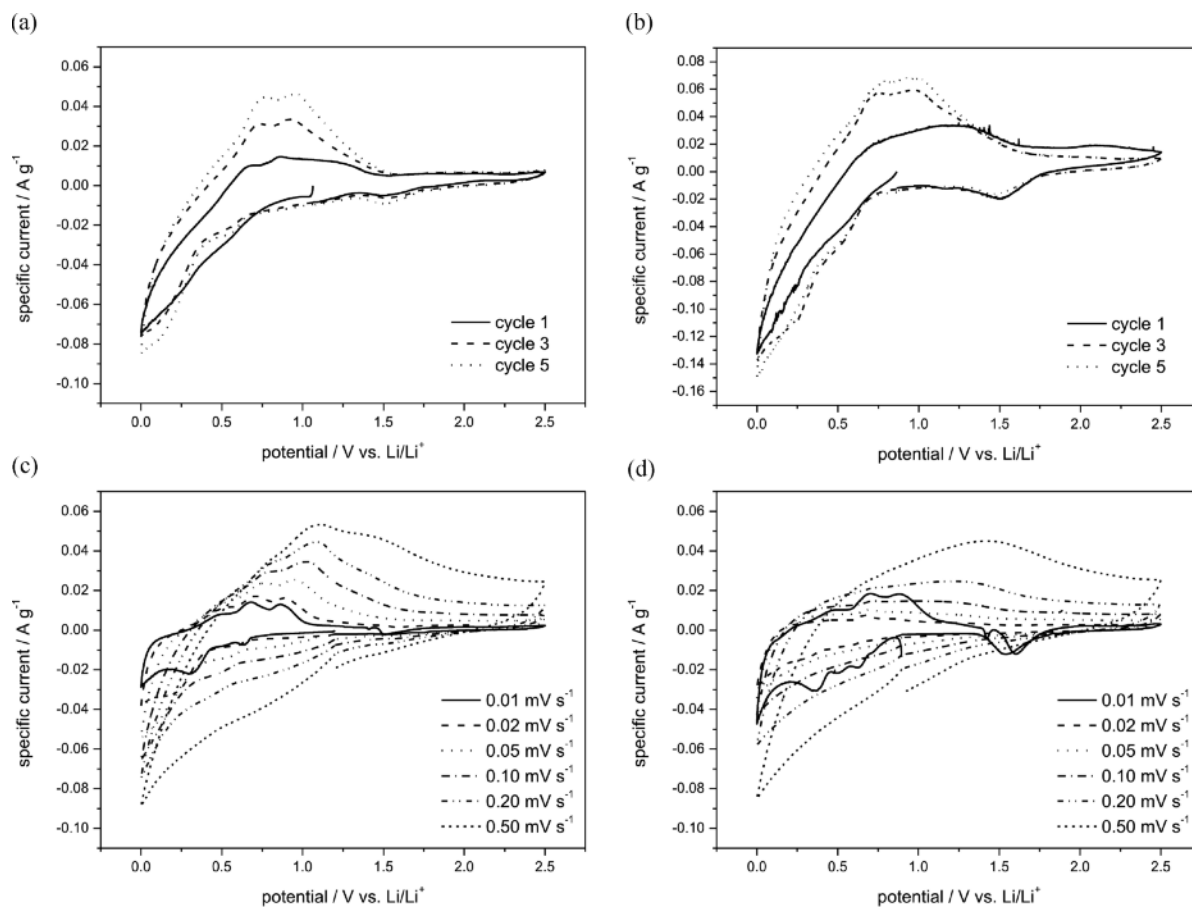 (a)
0.06
0.04
0.02
0.00
-0.02
-0.04
-0.06
-0.08
-0.10
specific current / A g⁻¹
cycle 1
cycle 3
cycle 5
0.0 0.5 1.0 1.5 2.0 2.5
potential / V vs. Li/Li⁺
(b)
0.08
0.06
0.04
0.02
0.00
-0.02
-0.04
-0.06
-0.08
-0.10
-0.12
-0.14
-0.16
specific current / A g⁻¹
cycle 1
cycle 3
cycle 5
0.0 0.5 1.0 1.5 2.0 2.5
potential / V vs. Li/Li⁺
(c)
0.06
0.04
0.02
0.00
-0.02
-0.04
-0.06
-0.08
-0.10
specific current / A g⁻¹
0.01 mV s⁻¹
0.02 mV s⁻¹
0.05 mV s⁻¹
0.10 mV s⁻¹
0.20 mV s⁻¹
0.50 mV s⁻¹
0.0 0.5 1.0 1.5 2.0 2.5
potential / V vs. Li/Li⁺
(d)
0.06
0.04
0.02
0.00
-0.02
-0.04
-0.06
-0.08
-0.10
specific current / A g⁻¹
0.01 mV s⁻¹
0.02 mV s⁻¹
0.05 mV s⁻¹
0.10 mV s⁻¹
0.20 mV s⁻¹
0.50 mV s⁻¹
0.0 0.5 1.0 1.5 2.0 2.5
potential / V vs. Li/Li⁺